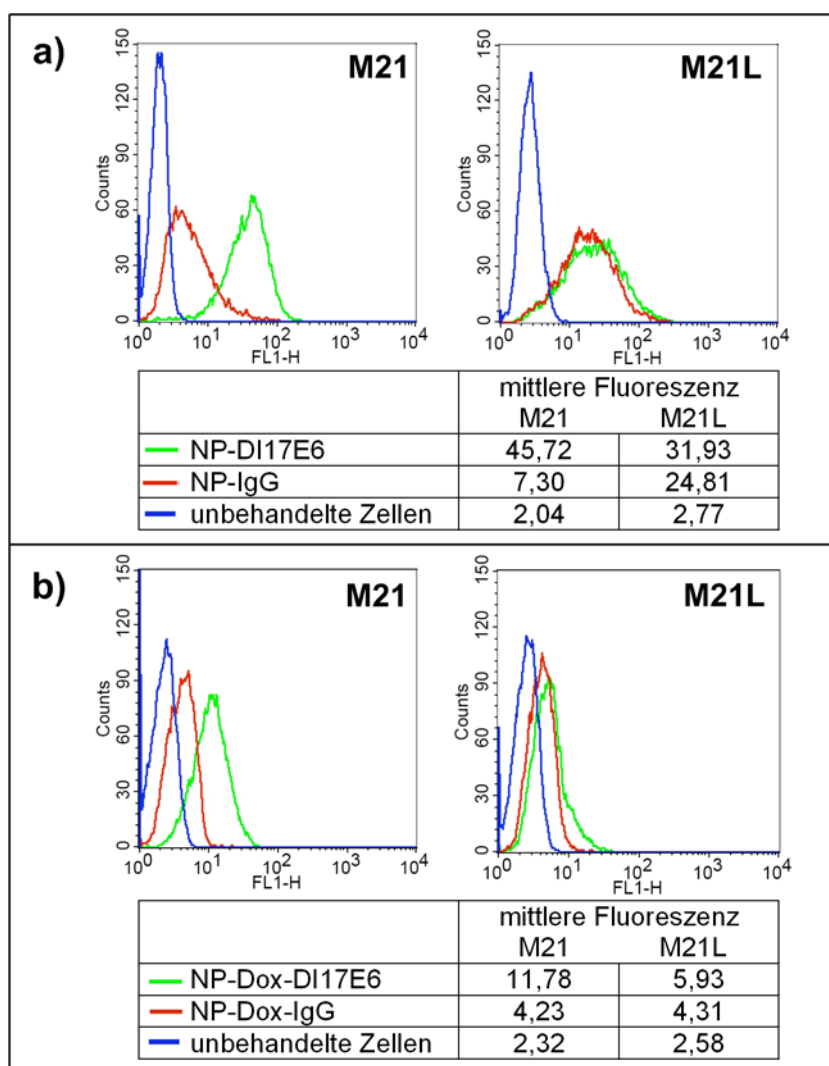 a)
M21
M21L
150
120
90
60
30
0
Counts
10^0 10^1 10^2 10^3 10^4
FL1-H
150
120
90
60
30
0
Counts
10^0 10^1 10^2 10^3 10^4
FL1-H
mittlere Fluoreszenz
M21 M21L
NP-DI17E6 45,72 31,93
NP-IgG 7,30 24,81
unbehandelte Zellen 2,04 2,77
b)
M21
M21L
150
120
90
60
30
0
Counts
10^0 10^1 10^2 10^3 10^4
FL1-H
150
120
90
60
30
0
Counts
10^0 10^1 10^2 10^3 10^4
FL1-H
mittlere Fluoreszenz
M21 M21L
NP-Dox-DI17E6 11,78 5,93
NP-Dox-IgG 4,23 4,31
unbehandelte Zellen 2,32 2,58